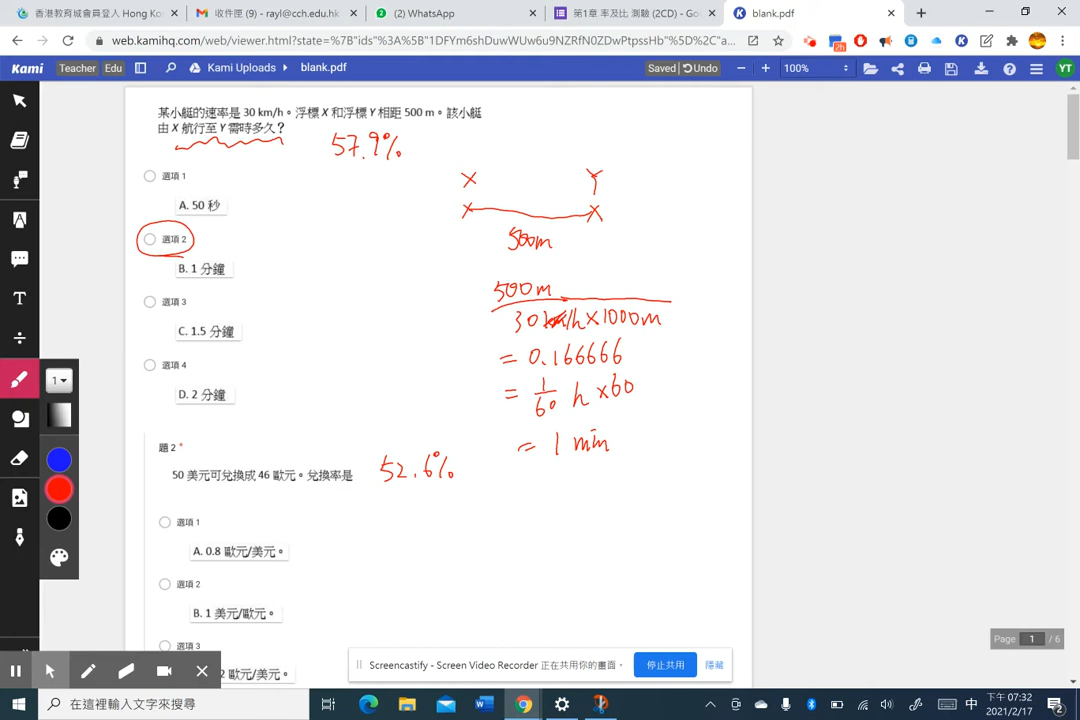 香港教育城會員登入 Hong Kon
收件匣 (9) - rayl@cch.edu.hk
(2) WhatsApp
第1章 率及比 測驗 (2CD) - Goo
blank.pdf
web.kamihq.com/web/viewer.html?state=%7B"ids"%3A%5B"1DFYm6shDuwWUw6u9NZRfN0ZDwPtpssHb"%5D%2C"a...
Kami Teacher Edu Kami Uploads blank.pdf Saved Undo 100% YT
某小艇的速率是 30 km/h。浮標 X 和浮標 Y 相距 500 m。該小艇
由 X 航行至 Y 需時多久？
57.9%
選項 1
A. 50 秒
選項 2
B. 1 分鐘
選項 3
C. 1.5 分鐘
選項 4
D. 2 分鐘
X Y
X X
500m
500m
30km/h×1000m
= 0.166666
= 1/60 h ×60
= 1 min
題 2 *
50 美元可兌換成 46 歐元。兌換率是
52.6%
選項 1
A. 0.8 歐元/美元。
選項 2
B. 1 美元/歐元。
選項 3
2 歐元/美元。
1
Page 1 / 6
Screencastify - Screen Video Recorder 正在共用你的畫面。 停止共用 隱藏
在這裡輸入文字來搜尋
中
下午 07:32
2021/2/17
2